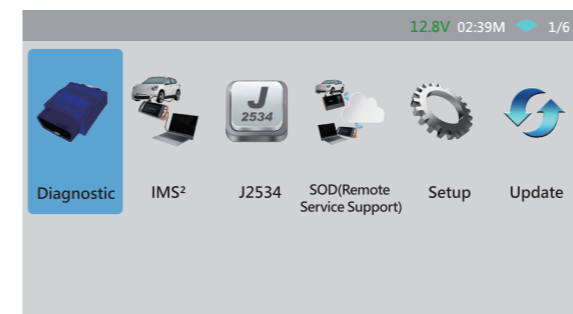 12.8V 02:39M 1/6
J
2534
Diagnostic IMS² J2534 SOD(Remote Service Support) Setup Update